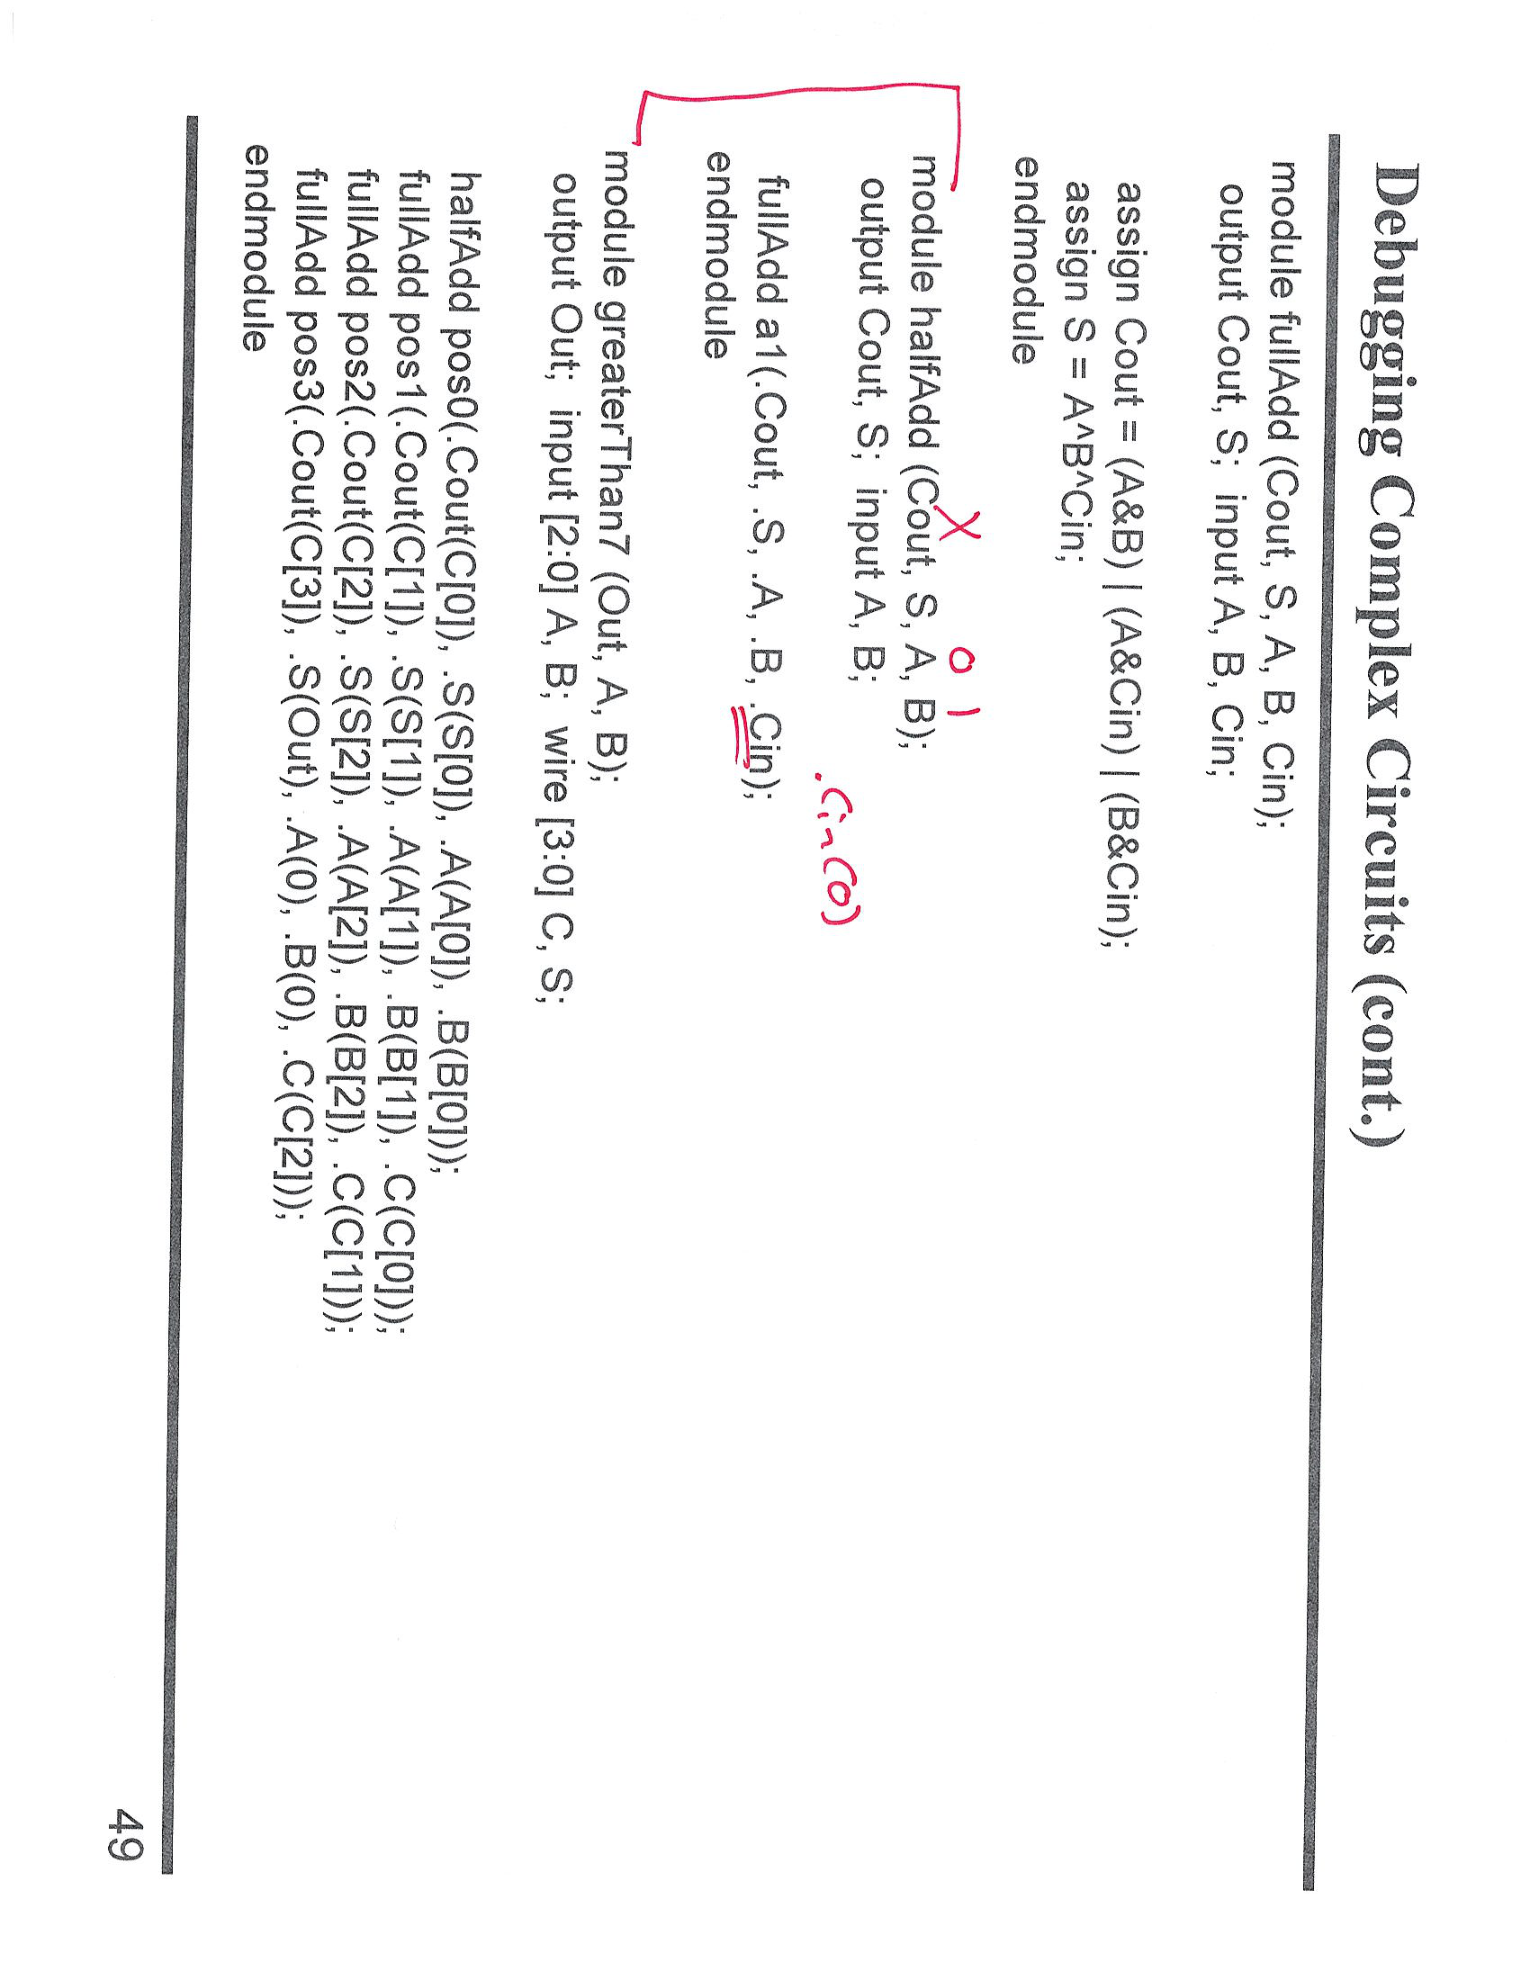 Debugging Complex Circuits (cont.)
module fullAdd (Cout, S, A, B, Cin);
output Cout, S;  input A, B, Cin;
assign Cout = (A&B) | (A&Cin) | (B&Cin);
assign S = A^B^Cin;
endmodule
X 0 1
module halfAdd (Cout, S, A, B);
output Cout, S;  input A, B;
.Cin(0)
fullAdd a1(.Cout, .S, .A, .B, .Cin);
endmodule
module greaterThan7 (Out, A, B);
output Out;  input [2:0] A, B;  wire [3:0] C, S;
halfAdd pos0(.Cout(C[0]), .S(S[0]), .A(A[0]), .B(B[0]));
fullAdd pos1(.Cout(C[1]), .S(S[1]), .A(A[1]), .B(B[1]), .C(C[0]));
fullAdd pos2(.Cout(C[2]), .S(S[2]), .A(A[2]), .B(B[2]), .C(C[1]));
fullAdd pos3(.Cout(C[3]), .S(Out), .A(0), .B(0), .C(C[2]));
endmodule
49